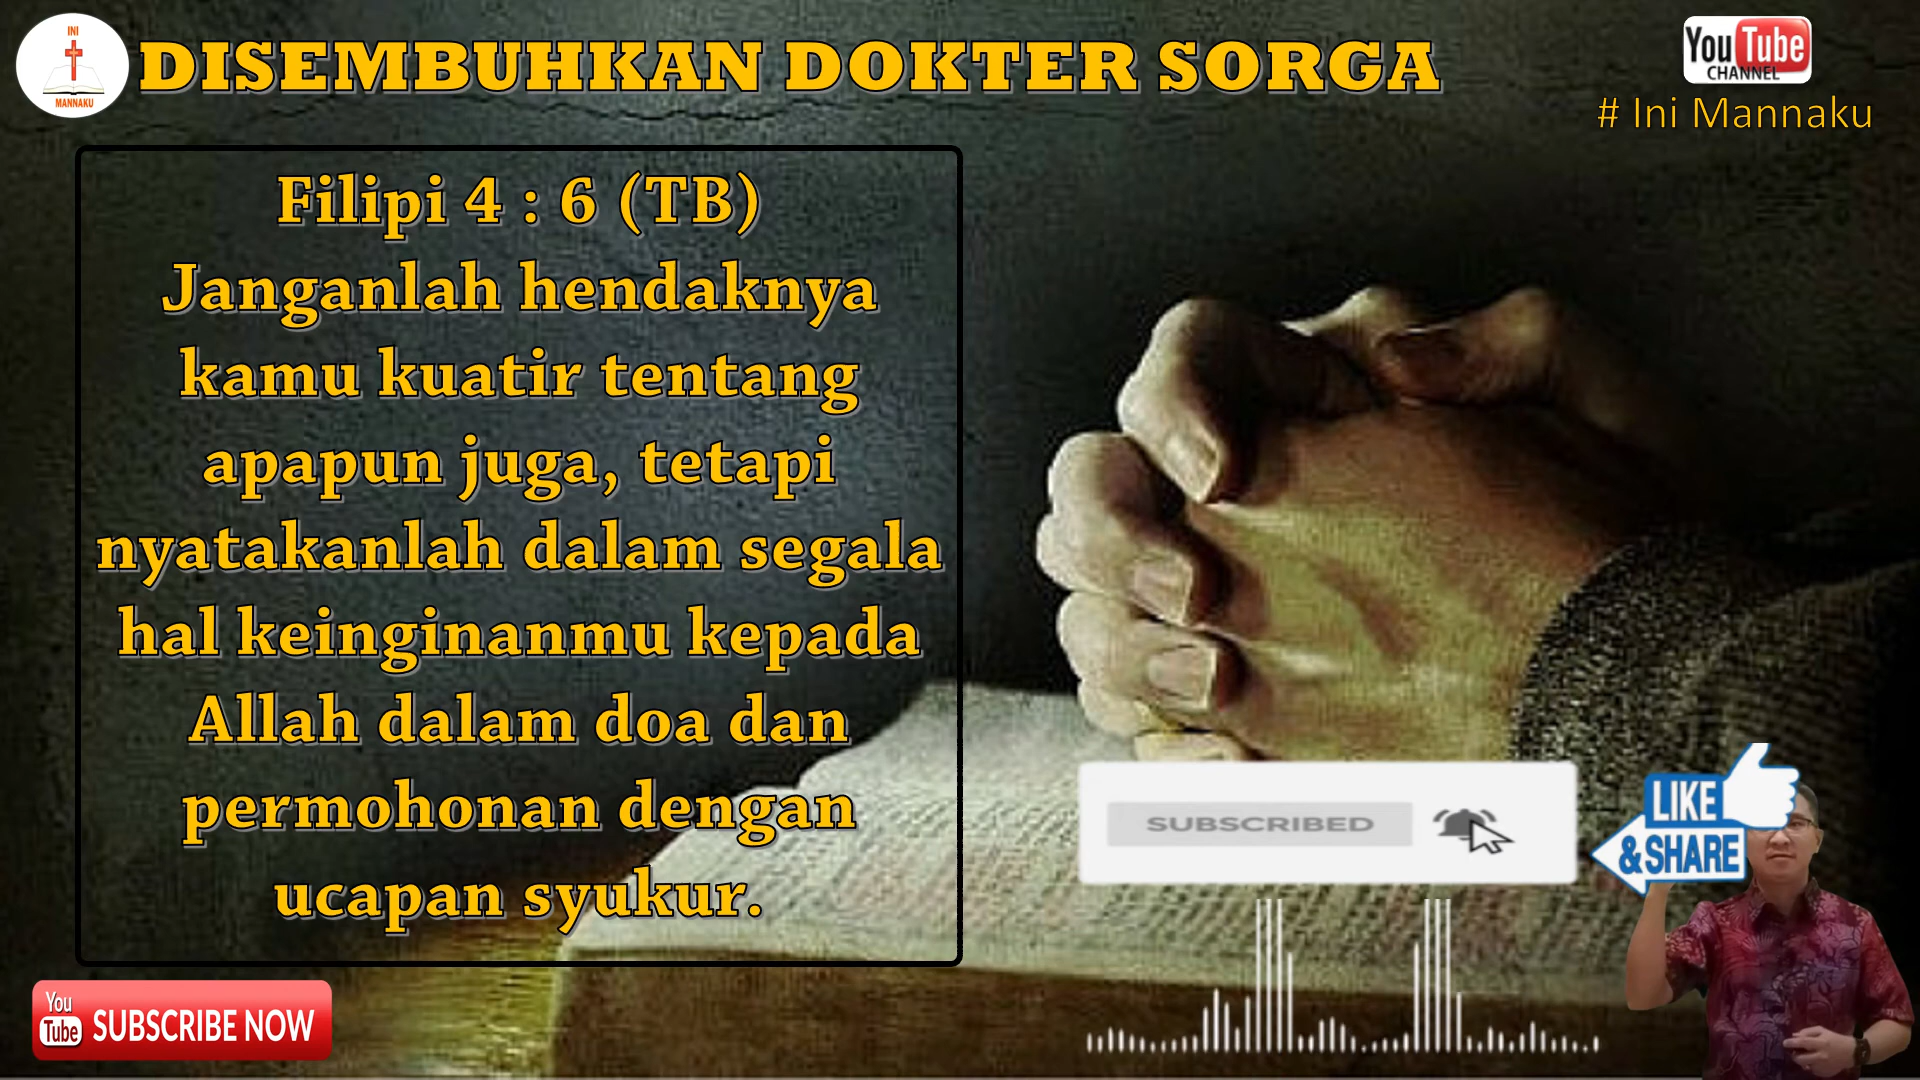 INI
MANNAKU
DISEMBUHKAN DOKTER SORGA
You Tube
CHANNEL
# Ini Mannaku
Filipi 4 : 6 (TB)
Janganlah hendaknya
kamu kuatir tentang
apapun juga, tetapi
nyatakanlah dalam segala
hal keinginanmu kepada
Allah dalam doa dan
permohonan dengan
ucapan syukur.
SUBSCRIBED
LIKE
& SHARE
You
Tube
SUBSCRIBE NOW